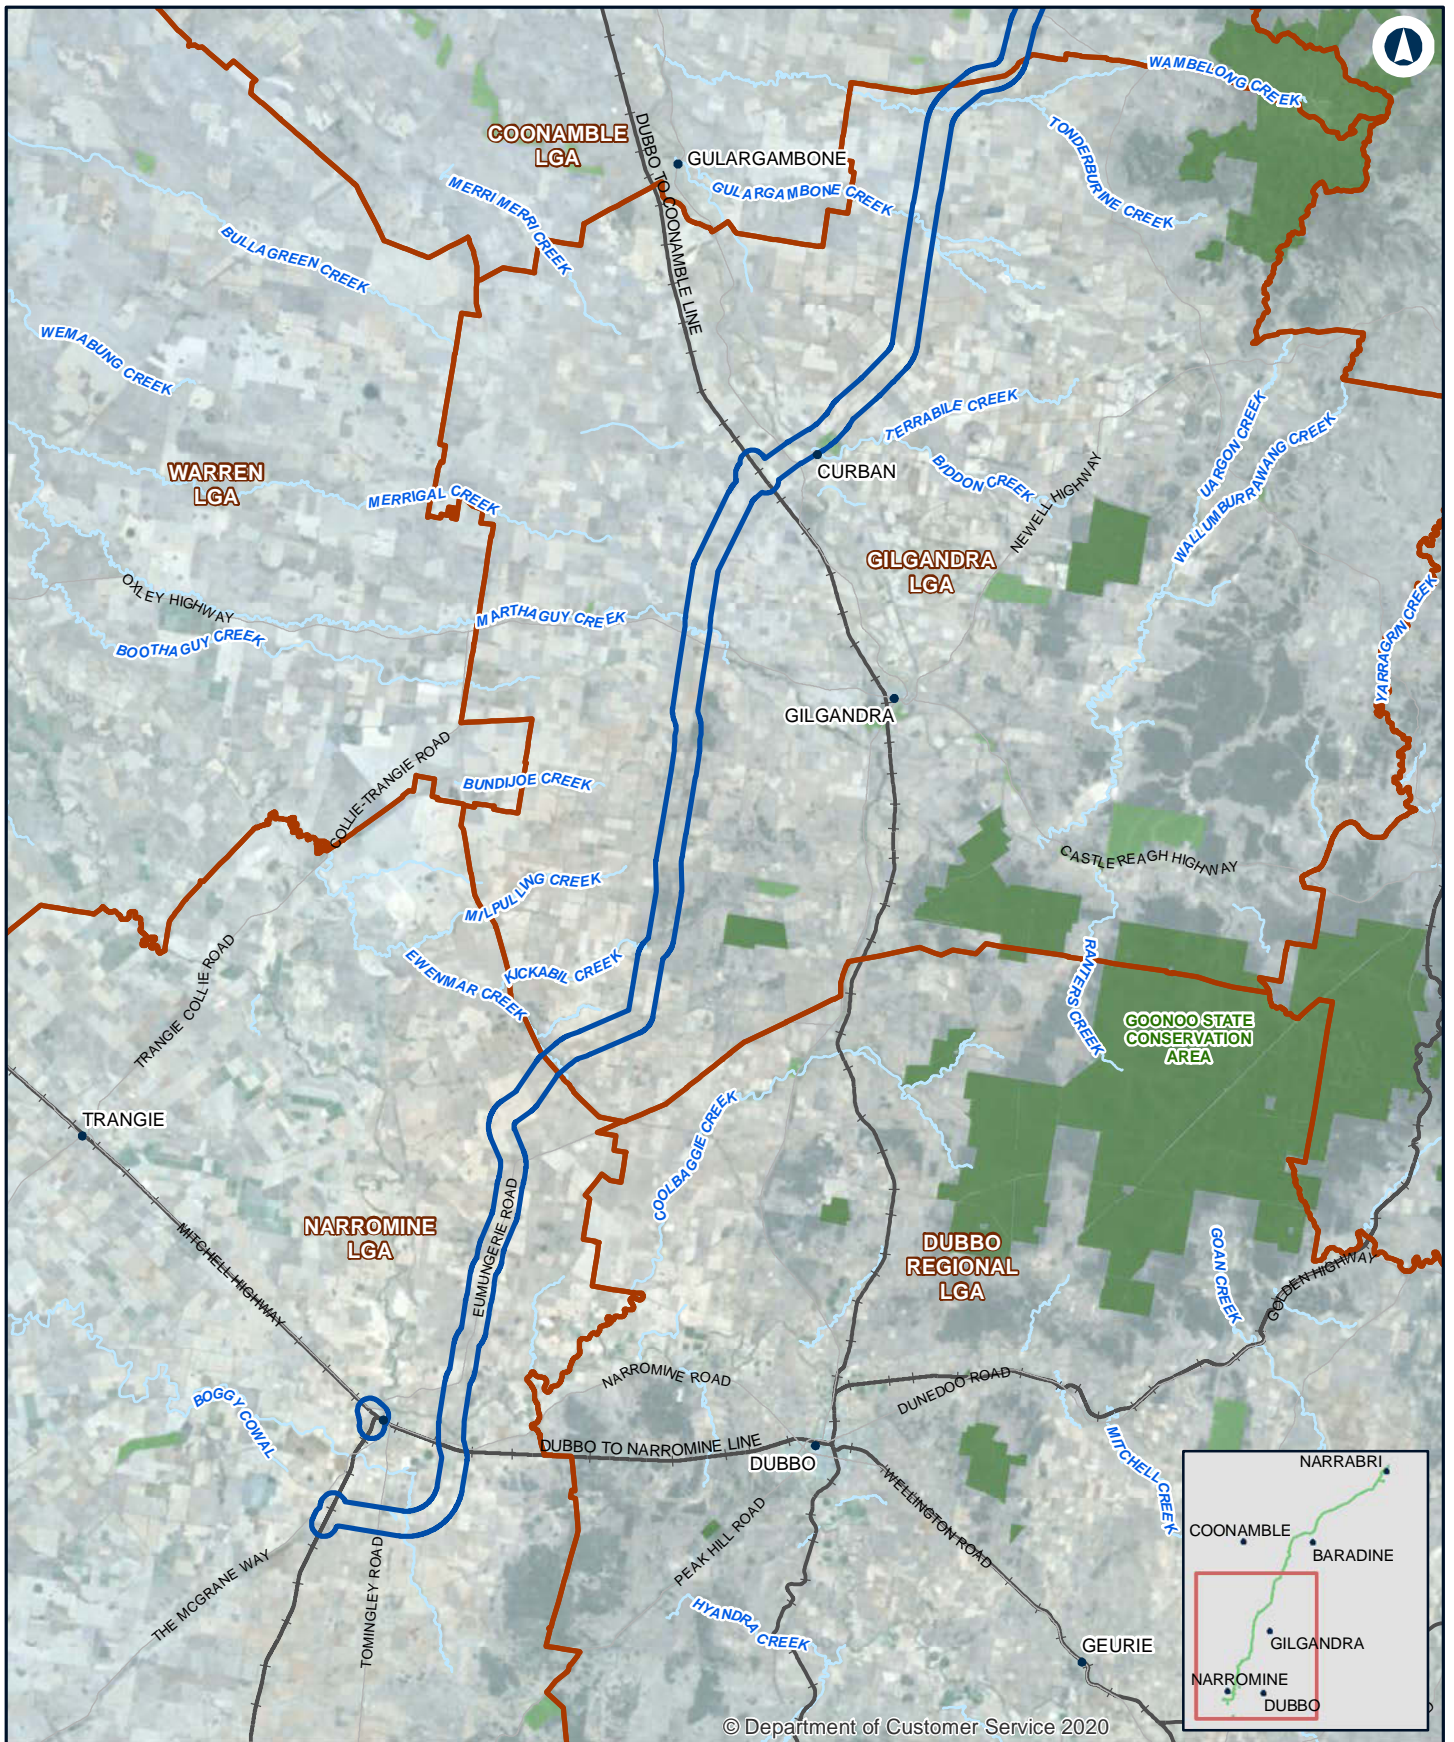 WAMBELONG CREEK
COONAMBLE
LGA
DUBBO TO COONAMBLE LINE
GULARGAMBONE
TONDERBURINE CREEK
MERRI MERRI CREEK
GULARGAMBONE CREEK
BULLAGREEN CREEK
WEMABUNG CREEK
TERRABILE CREEK
UARGON CREEK
WALLUMBURRAWANG CREEK
WARREN
LGA
CURBAN
BIDDON CREEK
NEWELL HIGHWAY
MERRIGAL CREEK
GILGANDRA
LGA
OXLEY HIGHWAY
MARTHAGUY CREEK
YARRAGRIN CREEK
BOOTHAGUY CREEK
GILGANDRA
COLLIE-TRANGIE ROAD
BUNDIJOE CREEK
CASTLEREAGH HIGHWAY
MILPULLING CREEK
TRANGIE COLLIE ROAD
EWENMAR CREEK
KICKABIL CREEK
RANTERS CREEK
GOONOO STATE
CONSERVATION
AREA
TRANGIE
COOLBAGGIE CREEK
NARROMINE
LGA
EUMUNGERIE ROAD
MITCHELL HIGHWAY
DUBBO
REGIONAL
LGA
GOAN CREEK
GOLDEN HIGHWAY
NARROMINE ROAD
DUNEDOO ROAD
BOGGY COWAL
DUBBO TO NARROMINE LINE
DUBBO
MITCHELL CREEK
WELLINGTON ROAD
PEAK HILL ROAD
THE MCGRANE WAY
TOMINGLEY ROAD
HYANDRA CREEK
GEURIE
NARRABRI
COONAMBLE
BARADINE
GILGANDRA
NARROMINE
DUBBO
© Department of Customer Service 2020